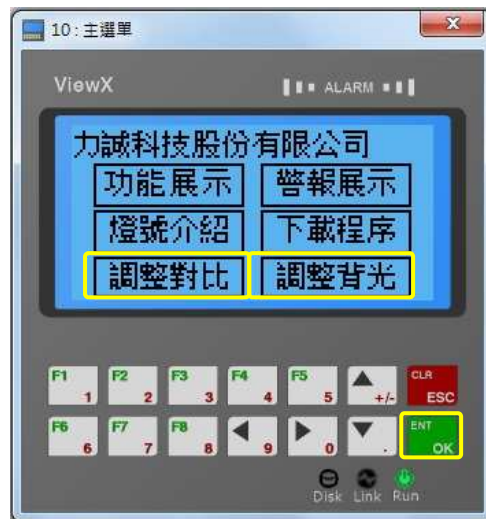 10 : 主選單
ViewX ALARM
力誠科技股份有限公司
功能展示 警報展示
燈號介紹 下載程序
調整對比 調整背光
F1 1 F2 2 F3 3 F4 4 F5 5 +/- CLR ESC
F6 6 F7 7 F8 8 9 0 . ENT OK
Disk Link Run